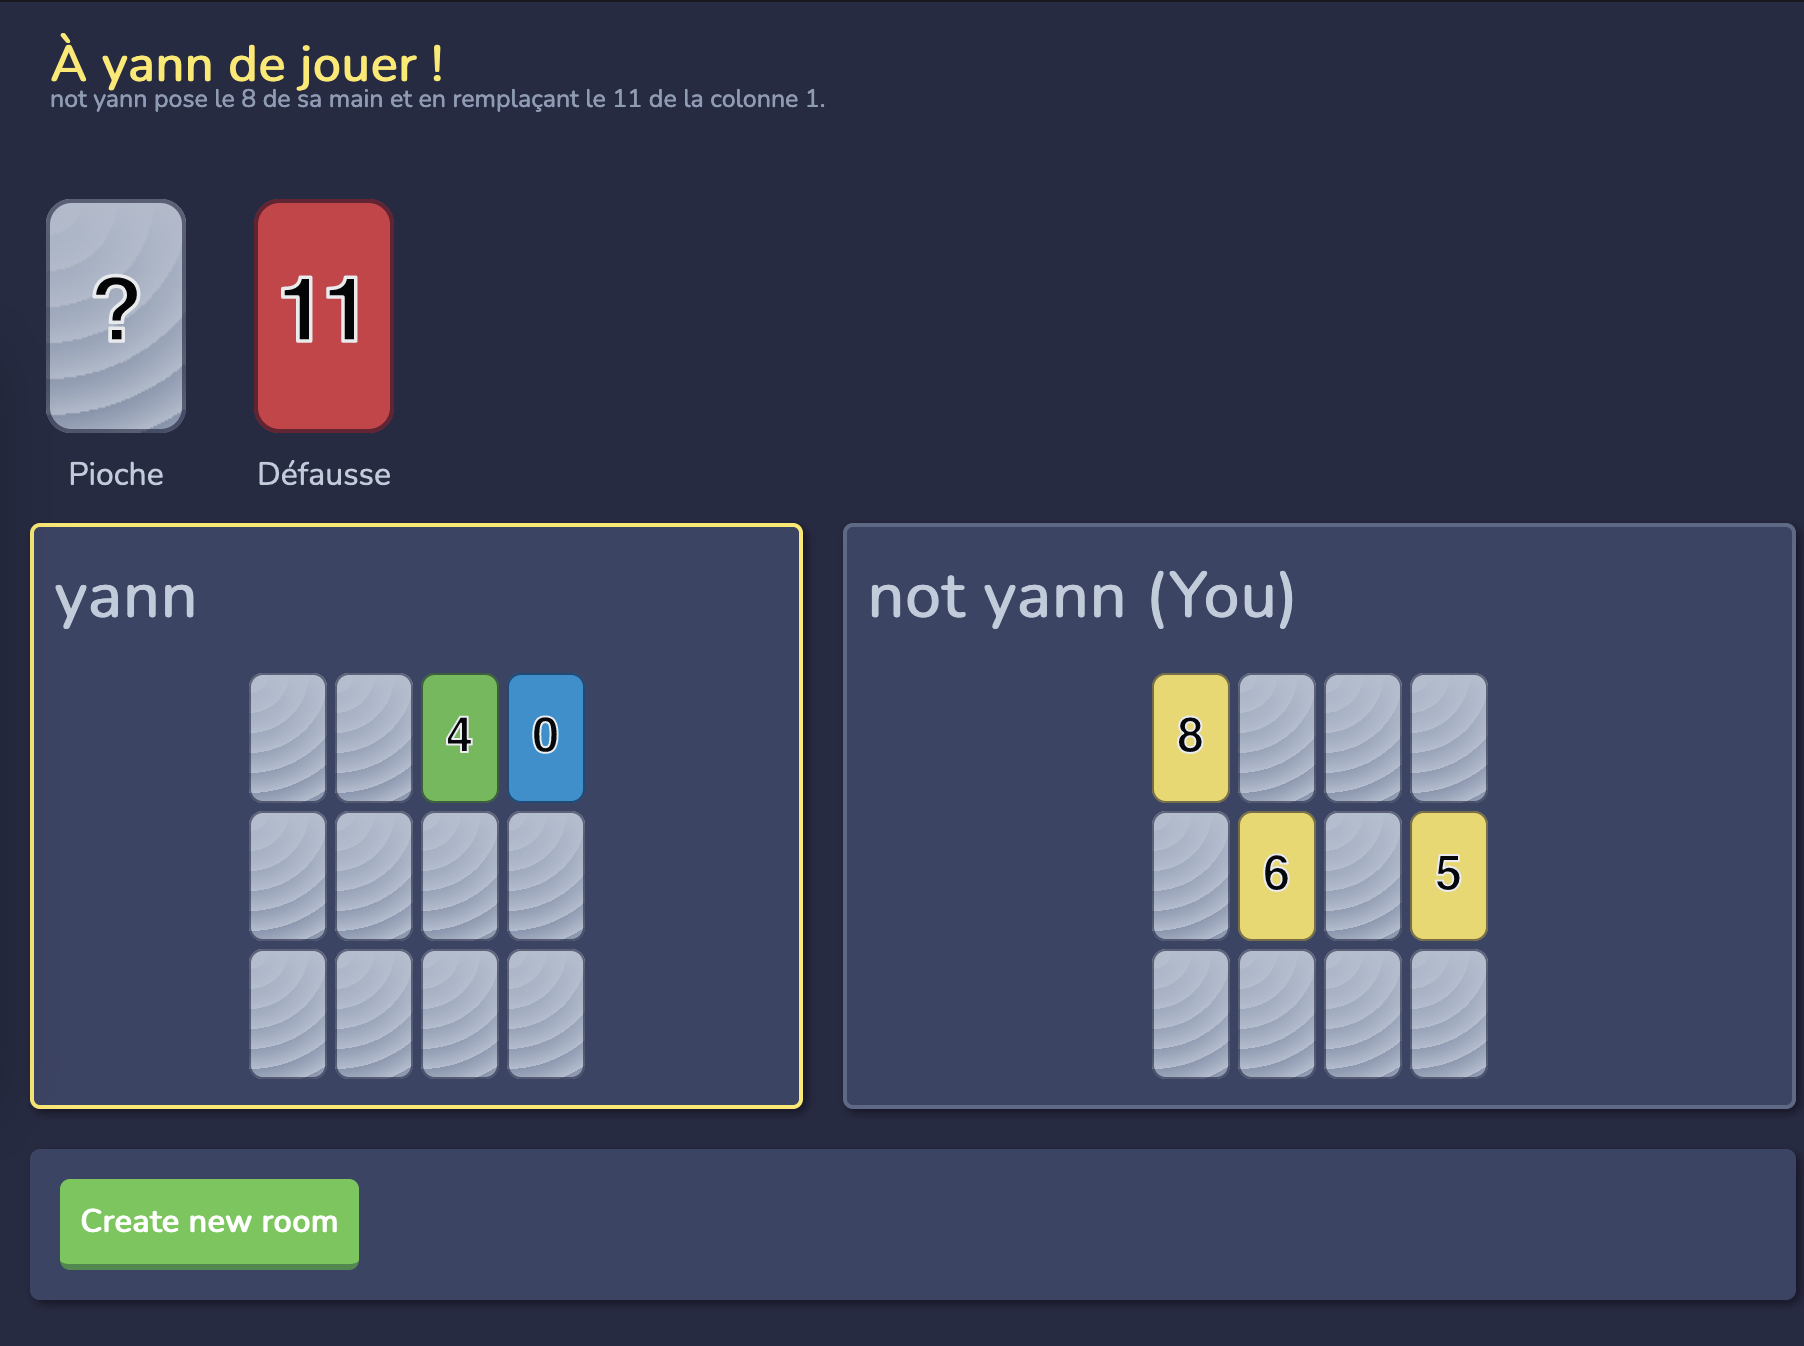 À yann de jouer !
not yann pose le 8 de sa main et en remplaçant le 11 de la colonne 1.
? 11
Pioche Défausse
yann
4 0
not yann (You)
8
6 5
Create new room